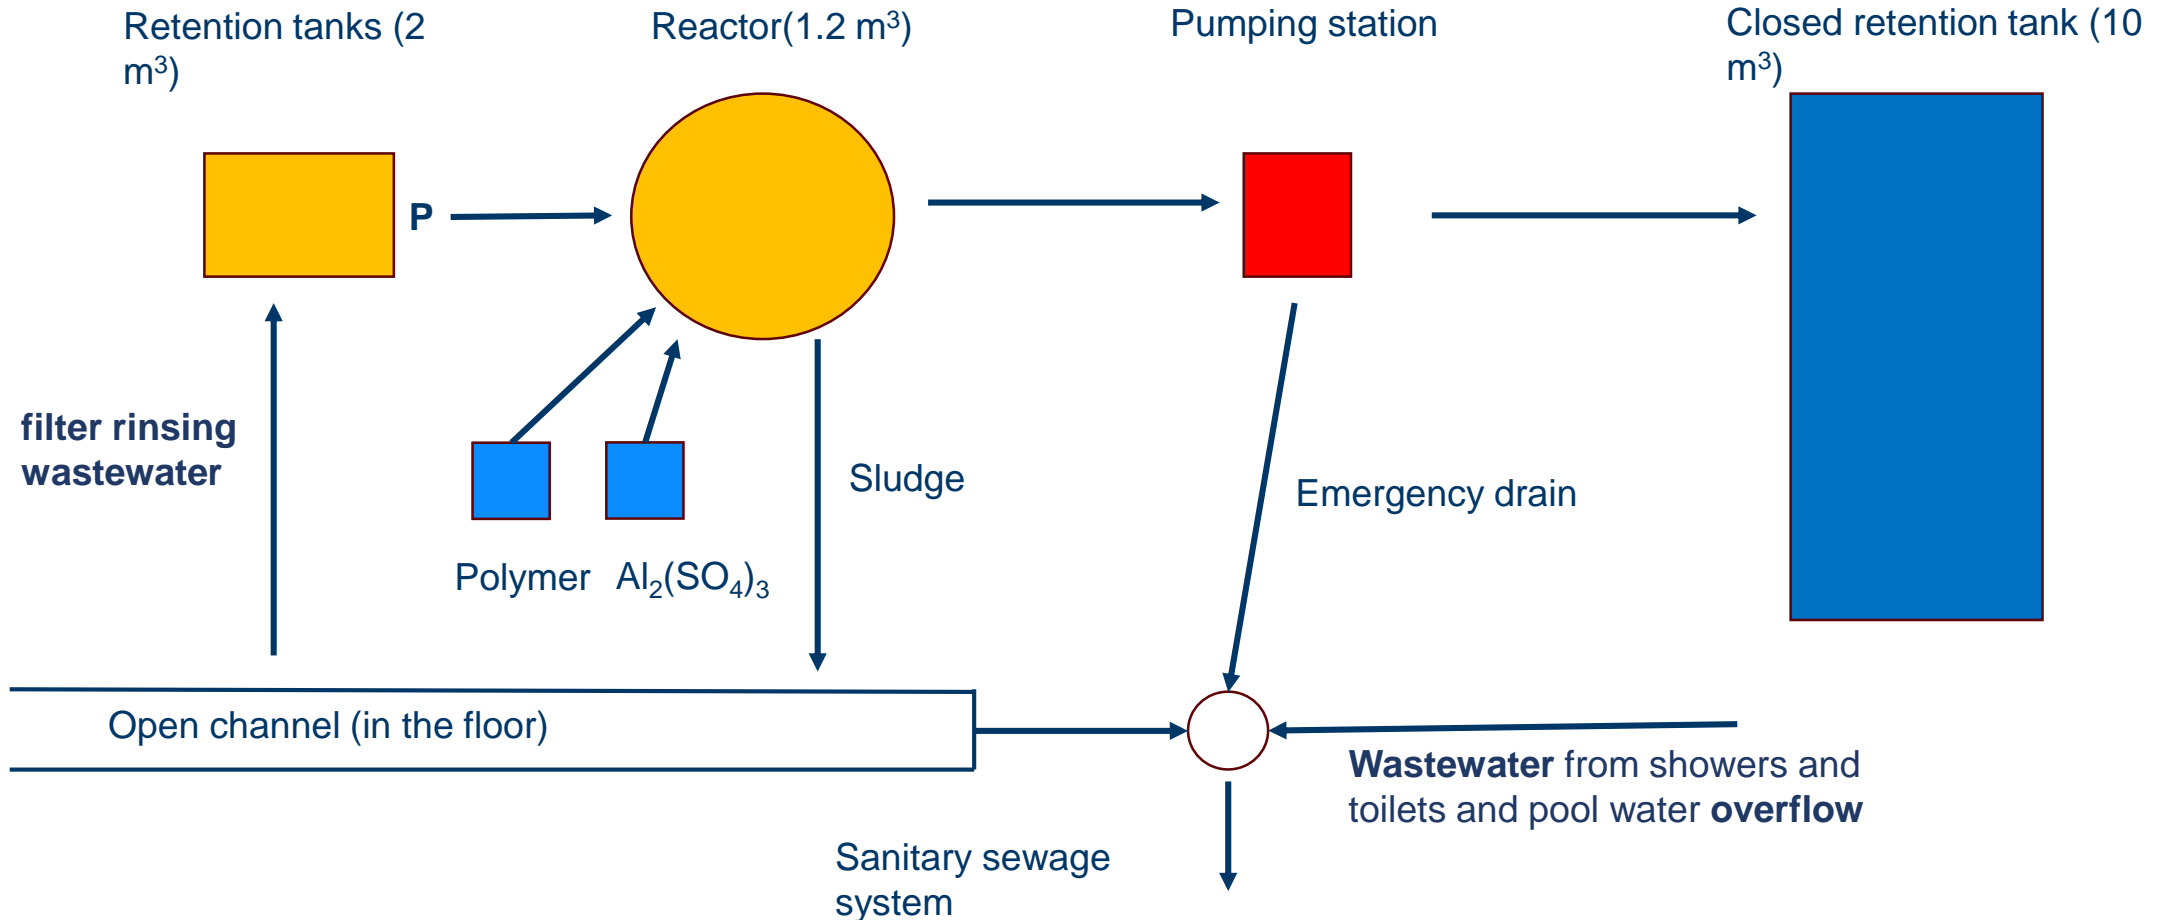 Retention tanks (2
m³)
Reactor(1.2 m³)
Pumping station
Closed retention tank (10
m³)
P
filter rinsing
wastewater
Sludge
Emergency drain
Polymer
Al₂(SO₄)₃
Open channel (in the floor)
Wastewater from showers and
toilets and pool water overflow
Sanitary sewage
system